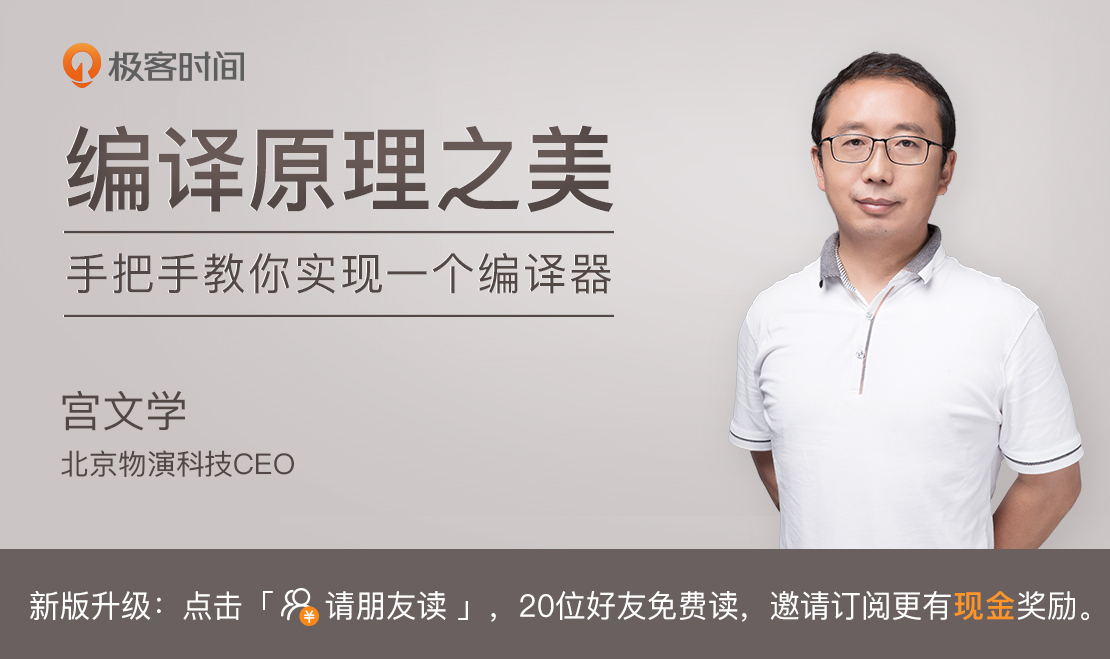 极客时间
编译原理之美
手把手教你实现一个编译器
宫文学
北京物演科技CEO
新版升级：点击「 ¥ 请朋友读 」，20位好友免费读，邀请订阅更有现金奖励。